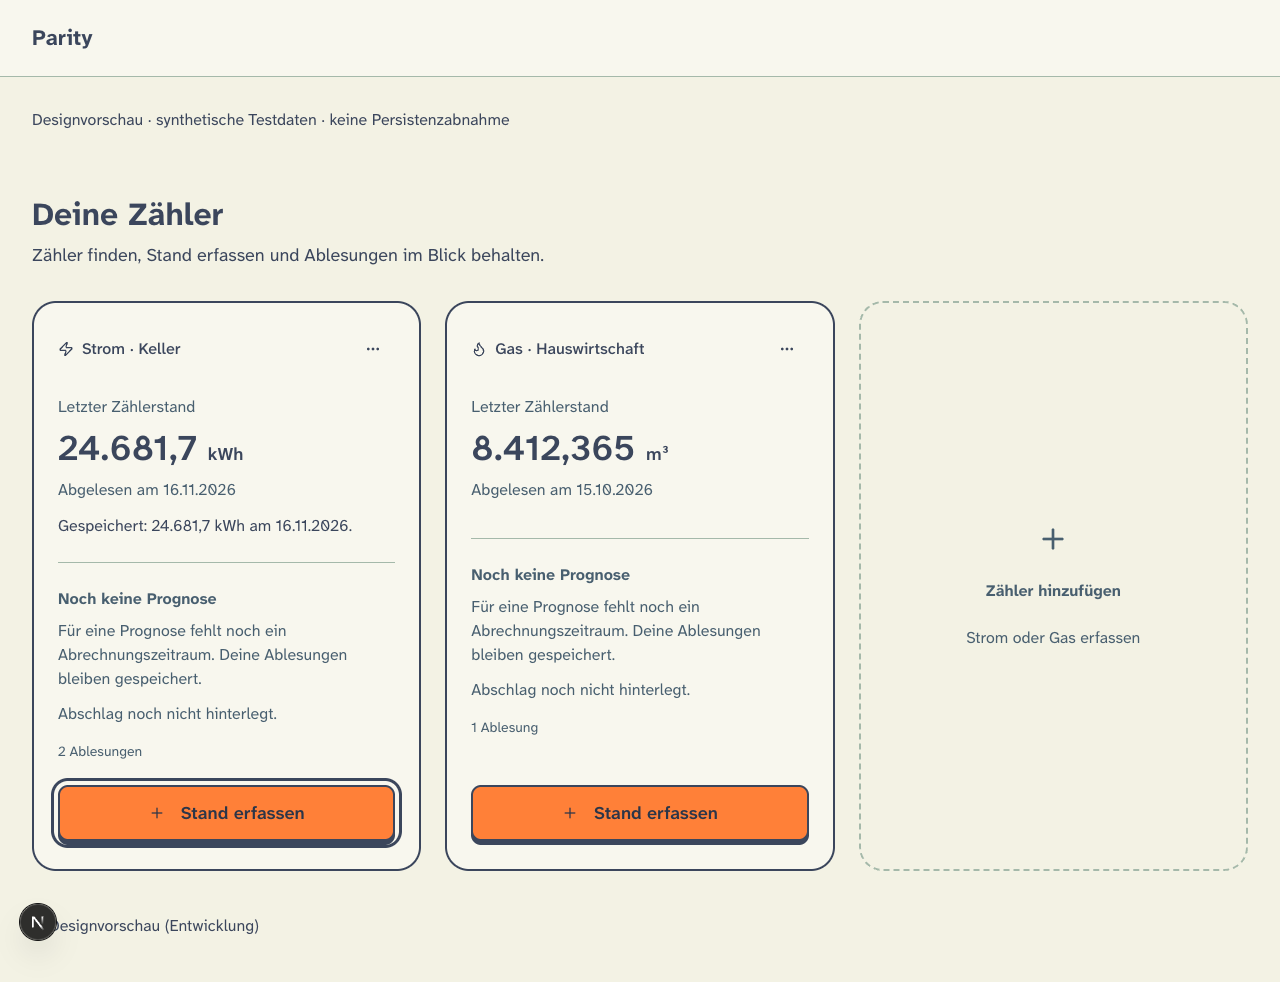 Parity
Designvorschau · synthetische Testdaten · keine Persistenzabnahme
Deine Zähler
Zähler finden, Stand erfassen und Ablesungen im Blick behalten.
Strom · Keller
Letzter Zählerstand
24.681,7 kWh
Abgelesen am 16.11.2026
Gespeichert: 24.681,7 kWh am 16.11.2026.
Noch keine Prognose
Für eine Prognose fehlt noch ein
Abrechnungszeitraum. Deine Ablesungen
bleiben gespeichert.
Abschlag noch nicht hinterlegt.
2 Ablesungen
Stand erfassen
Gas · Hauswirtschaft
Letzter Zählerstand
8.412,365 m³
Abgelesen am 15.10.2026
Noch keine Prognose
Für eine Prognose fehlt noch ein
Abrechnungszeitraum. Deine Ablesungen
bleiben gespeichert.
Abschlag noch nicht hinterlegt.
1 Ablesung
Stand erfassen
Zähler hinzufügen
Strom oder Gas erfassen
N
Designvorschau (Entwicklung)